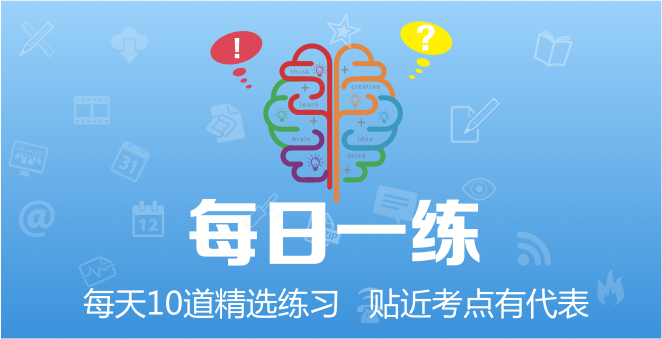 !
?
think
creative
learn
brain
idea
mind
31
@
12
每日一练
每天10道精选练习 贴近考点有代表